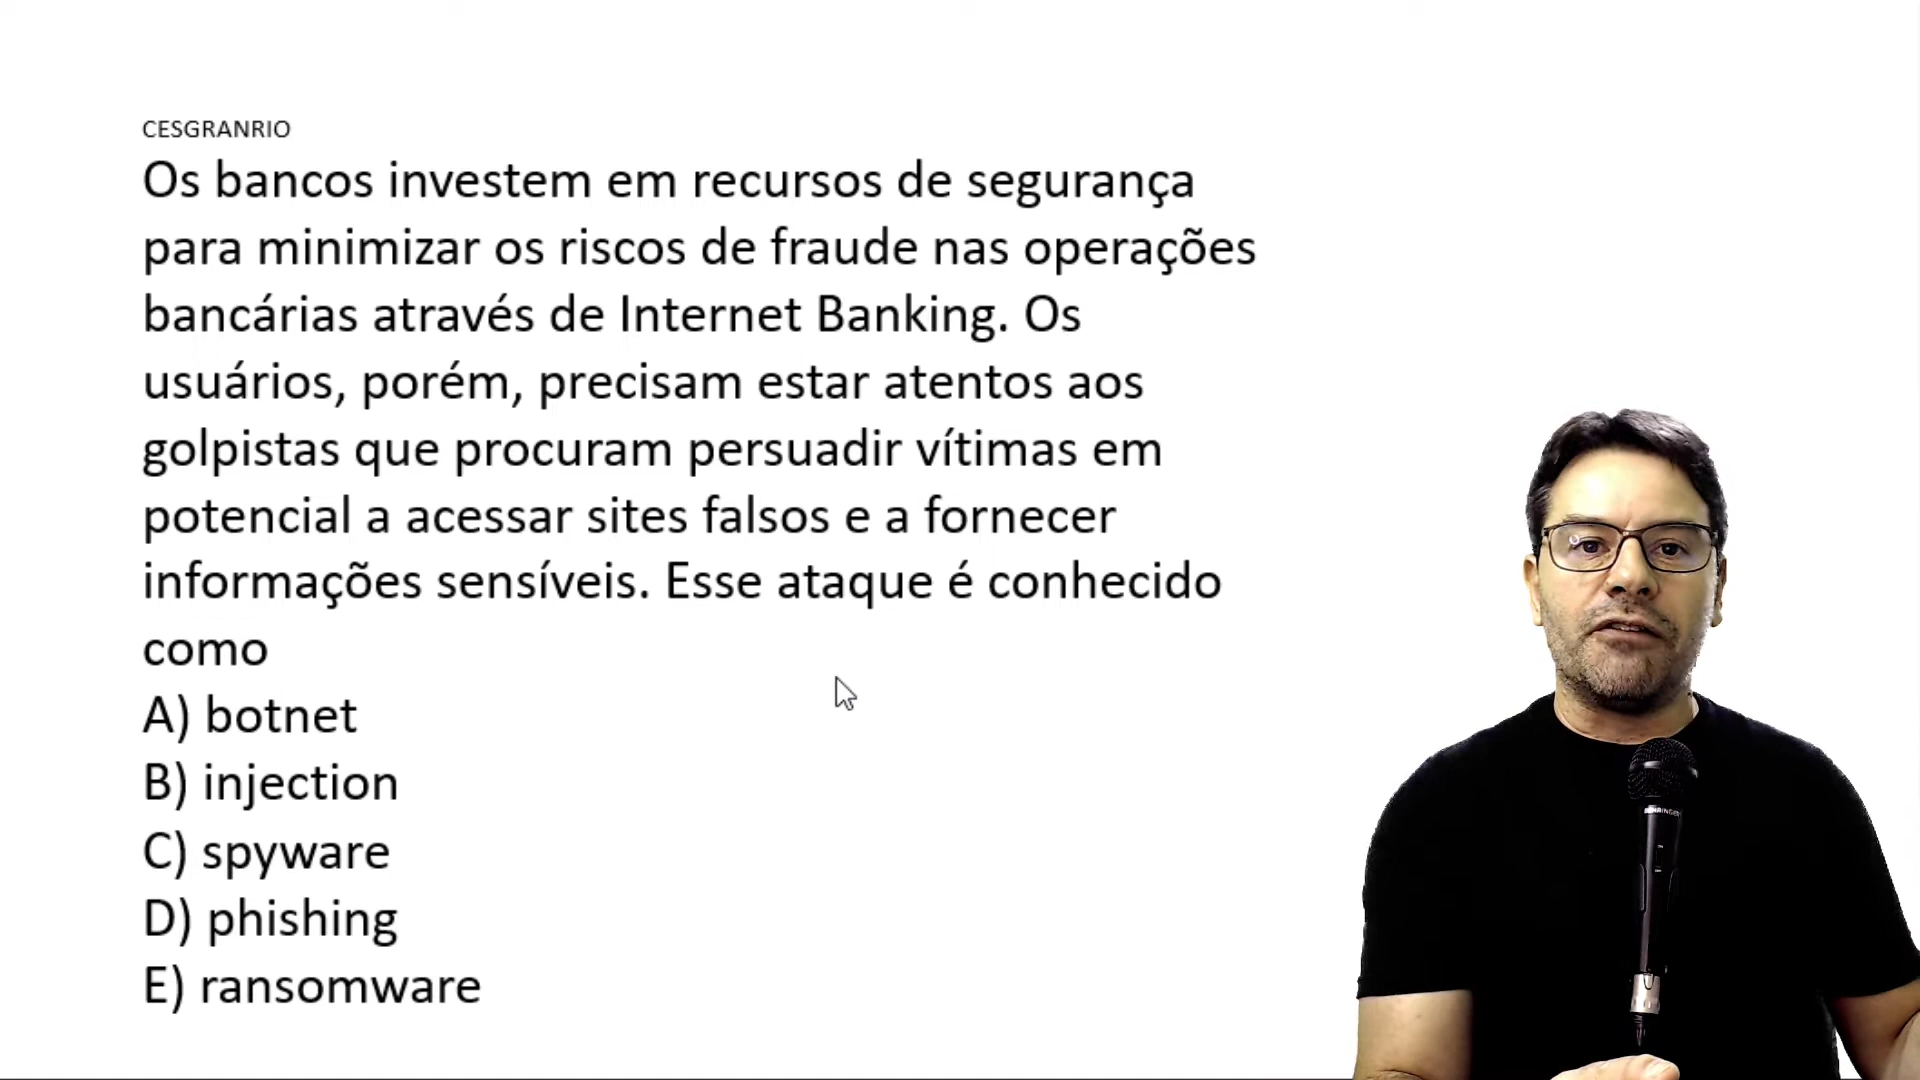 CESGRANRIO
Os bancos investem em recursos de segurança
para minimizar os riscos de fraude nas operações
bancárias através de Internet Banking. Os
usuários, porém, precisam estar atentos aos
golpistas que procuram persuadir vítimas em
potencial a acessar sites falsos e a fornecer
informações sensíveis. Esse ataque é conhecido
como
A) botnet
B) injection
C) spyware
D) phishing
E) ransomware
BEHRINGER